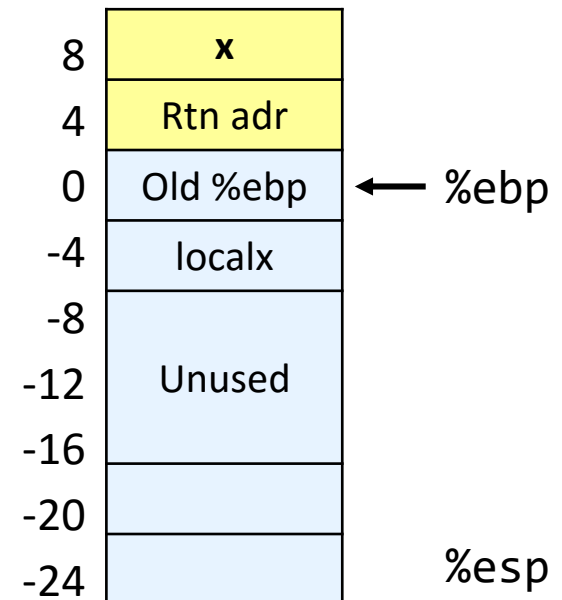 8 x
4 Rtn adr
0 Old %ebp %ebp
-4 localx
-8
-12 Unused
-16
-20
-24 %esp